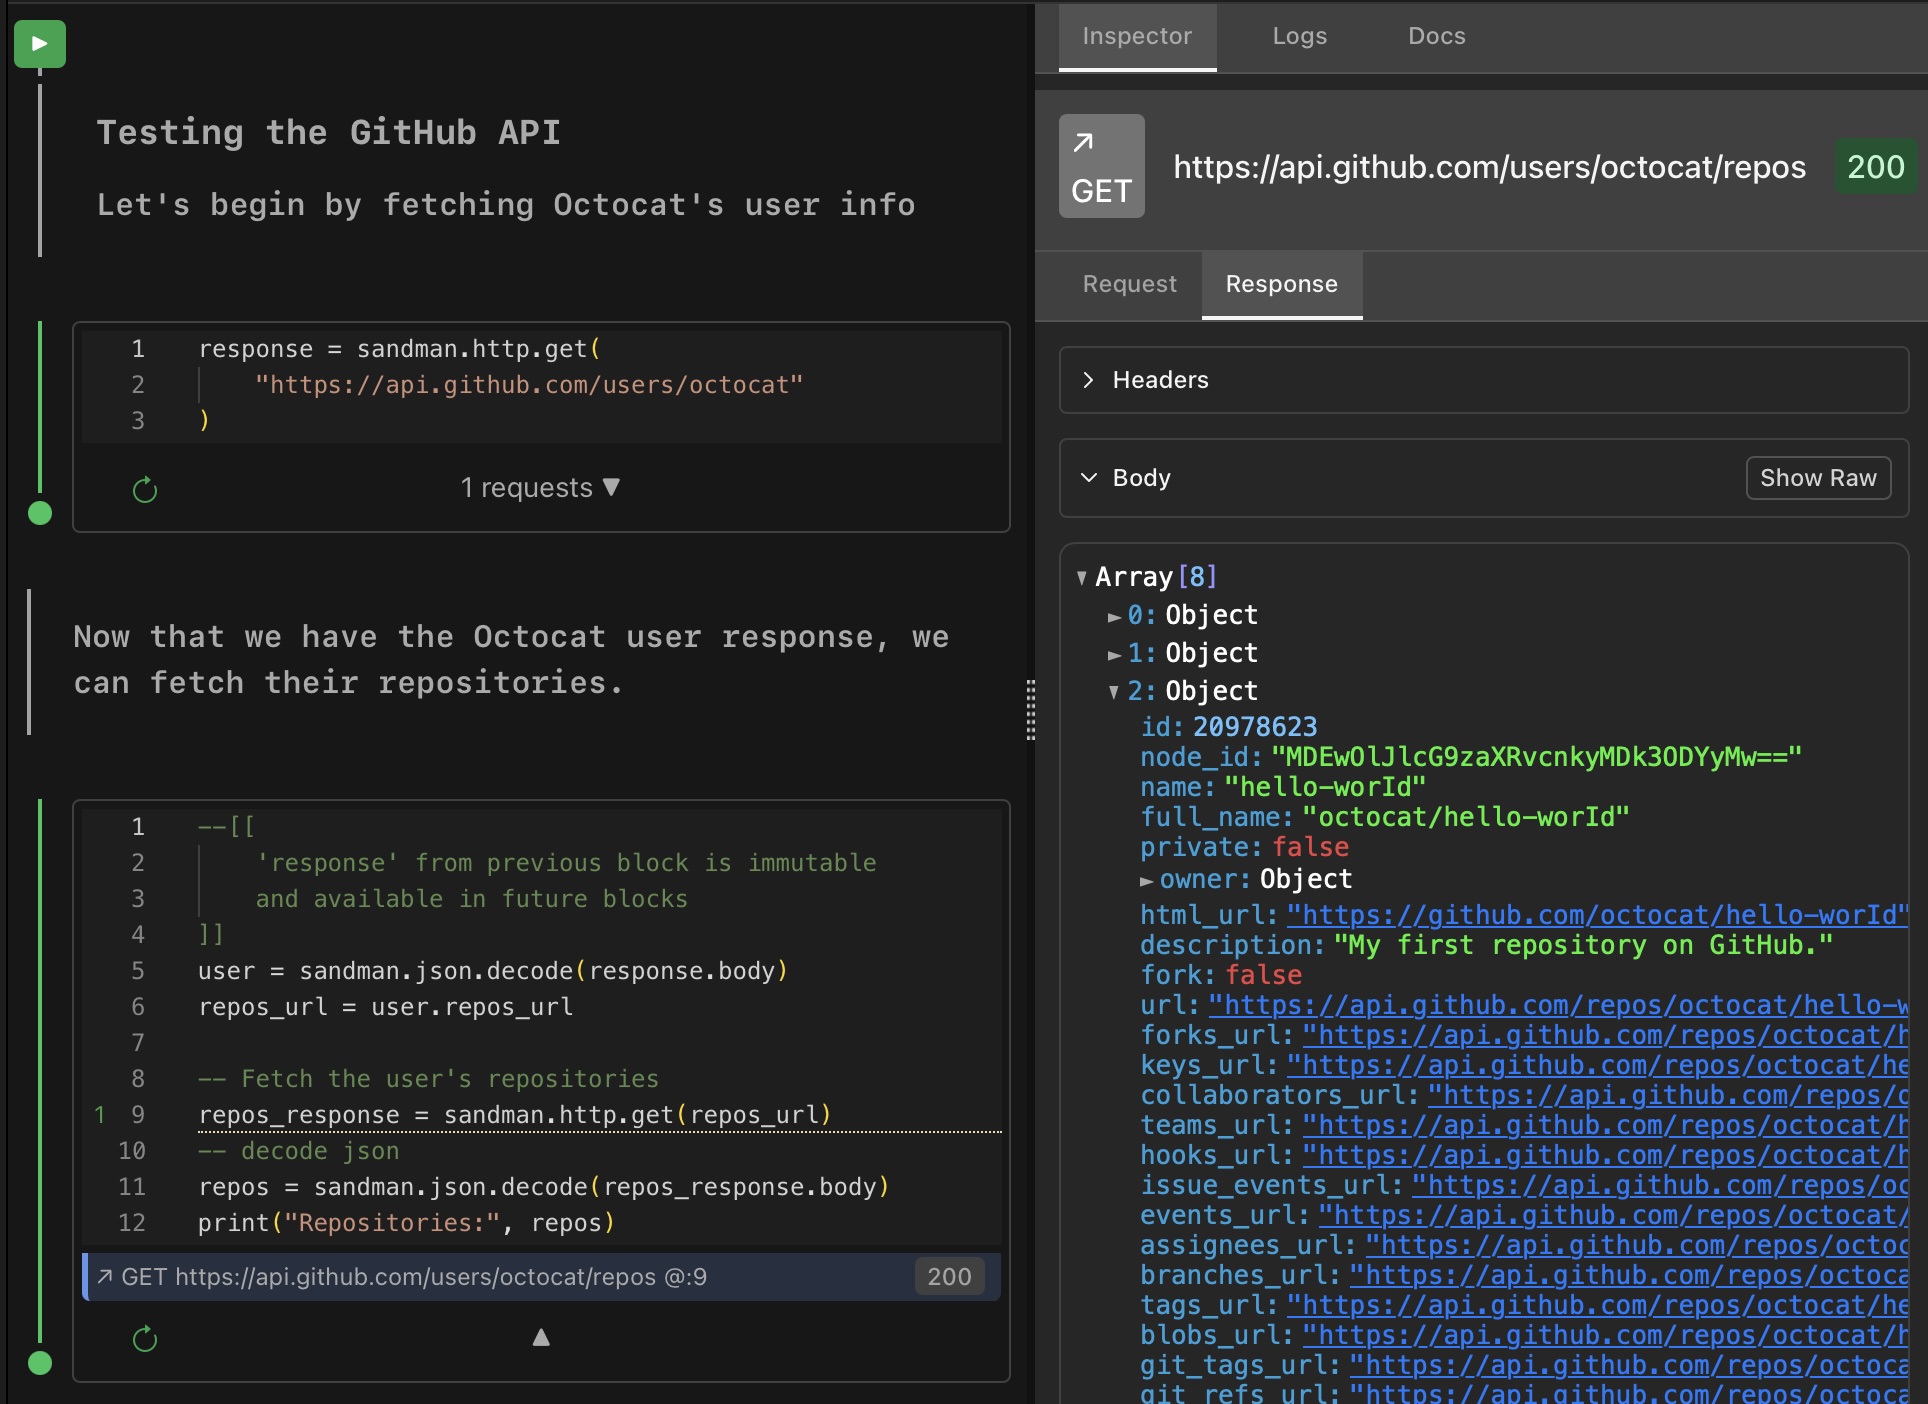 Testing the GitHub API
Let's begin by fetching Octocat's user info
1 response = sandman.http.get(
2 "https://api.github.com/users/octocat"
3 )
1 requests ▼
Now that we have the Octocat user response, we
can fetch their repositories.
1 --[[
2 'response' from previous block is immutable
3 and available in future blocks
4 ]]
5 user = sandman.json.decode(response.body)
6 repos_url = user.repos_url
7
8 -- Fetch the user's repositories
1 9 repos_response = sandman.http.get(repos_url)
10 -- decode json
11 repos = sandman.json.decode(repos_response.body)
12 print("Repositories:", repos)
↗ GET https://api.github.com/users/octocat/repos @:9 200
▲
Inspector Logs Docs
↗
GET https://api.github.com/users/octocat/repos 200
Request Response
Headers
Body Show Raw
▼ Array[8]
► 0: Object
► 1: Object
▼ 2: Object
id: 20978623
node_id: "MDEwOlJlcG9zaXRvcnkyMDk3ODYyMw=="
name: "hello-worId"
full_name: "octocat/hello-worId"
private: false
► owner: Object
html_url: "https://github.com/octocat/hello-worId"
description: "My first repository on GitHub."
fork: false
url: "https://api.github.com/repos/octocat/hello-w
forks_url: "https://api.github.com/repos/octocat/h
keys_url: "https://api.github.com/repos/octocat/he
collaborators_url: "https://api.github.com/repos/o
teams_url: "https://api.github.com/repos/octocat/h
hooks_url: "https://api.github.com/repos/octocat/h
issue_events_url: "https://api.github.com/repos/oc
events_url: "https://api.github.com/repos/octocat/
assignees_url: "https://api.github.com/repos/octoc
branches_url: "https://api.github.com/repos/octoca
tags_url: "https://api.github.com/repos/octocat/he
blobs_url: "https://api.github.com/repos/octocat/h
git_tags_url: "https://api.github.com/repos/octoca
git_refs_url: "https://api.github.com/repos/octoca